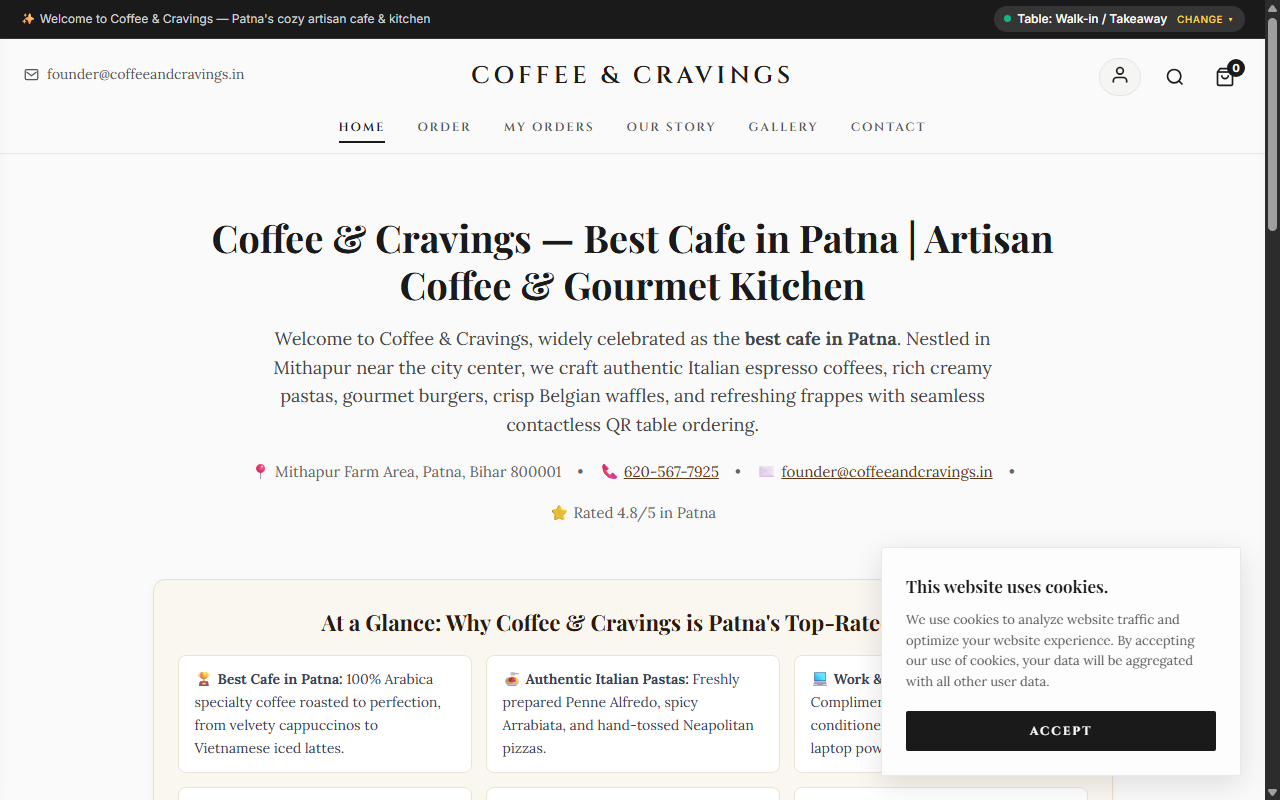 ✨ Welcome to Coffee & Cravings — Patna's cozy artisan cafe & kitchen
Table: Walk-in / Takeaway CHANGE ▾
founder@coffeeandcravings.in
COFFEE & CRAVINGS
0
HOME ORDER MY ORDERS OUR STORY GALLERY CONTACT
Coffee & Cravings — Best Cafe in Patna | Artisan
Coffee & Gourmet Kitchen
Welcome to Coffee & Cravings, widely celebrated as the best cafe in Patna. Nestled in
Mithapur near the city center, we craft authentic Italian espresso coffees, rich creamy
pastas, gourmet burgers, crisp Belgian waffles, and refreshing frappes with seamless
contactless QR table ordering.
📍 Mithapur Farm Area, Patna, Bihar 800001 • 📞 620-567-7925 • ✉️ founder@coffeeandcravings.in •
⭐ Rated 4.8/5 in Patna
At a Glance: Why Coffee & Cravings is Patna's Top-Rate
🏆 Best Cafe in Patna: 100% Arabica
specialty coffee roasted to perfection,
from velvety cappuccinos to
Vietnamese iced lattes.
🍝 Authentic Italian Pastas: Freshly
prepared Penne Alfredo, spicy
Arrabiata, and hand-tossed Neapolitan
pizzas.
💻 Work &
Complimen
conditione
laptop pow
This website uses cookies.
We use cookies to analyze website traffic and
optimize your website experience. By accepting
our use of cookies, your data will be aggregated
with all other user data.
ACCEPT